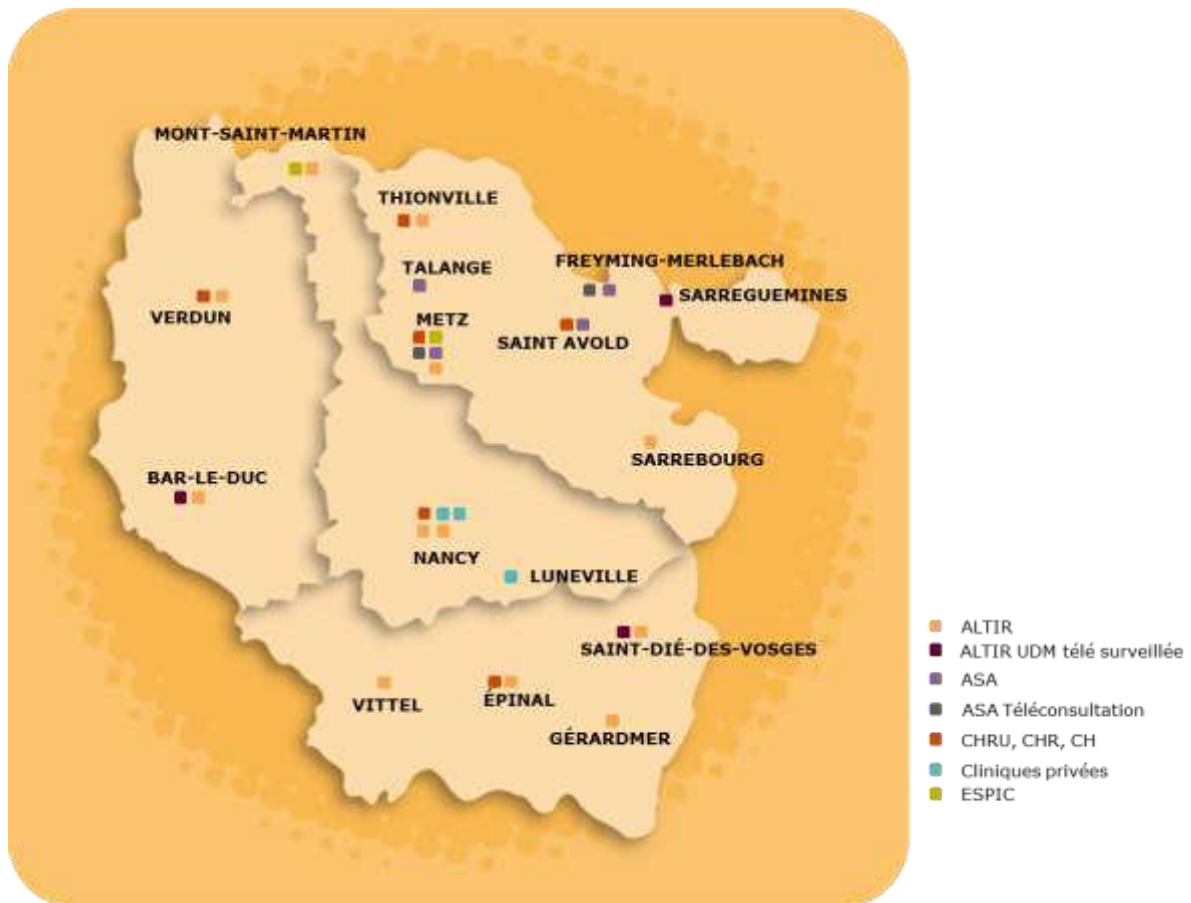 MONT-SAINT-MARTIN
THIONVILLE
FREYMING-MERLEBACH
TALANGE
SARREGUEMINES
VERDUN
METZ
SAINT AVOLD
SARREBOURG
BAR-LE-DUC
NANCY
LUNEVILLE
SAINT-DIÉ-DES-VOSGES
VITTEL
ÉPINAL
GÉRARDMER
ALTIR
ALTIR UDM télé surveillée
ASA
ASA Téléconsultation
CHRU, CHR, CH
Cliniques privées
ESPIC